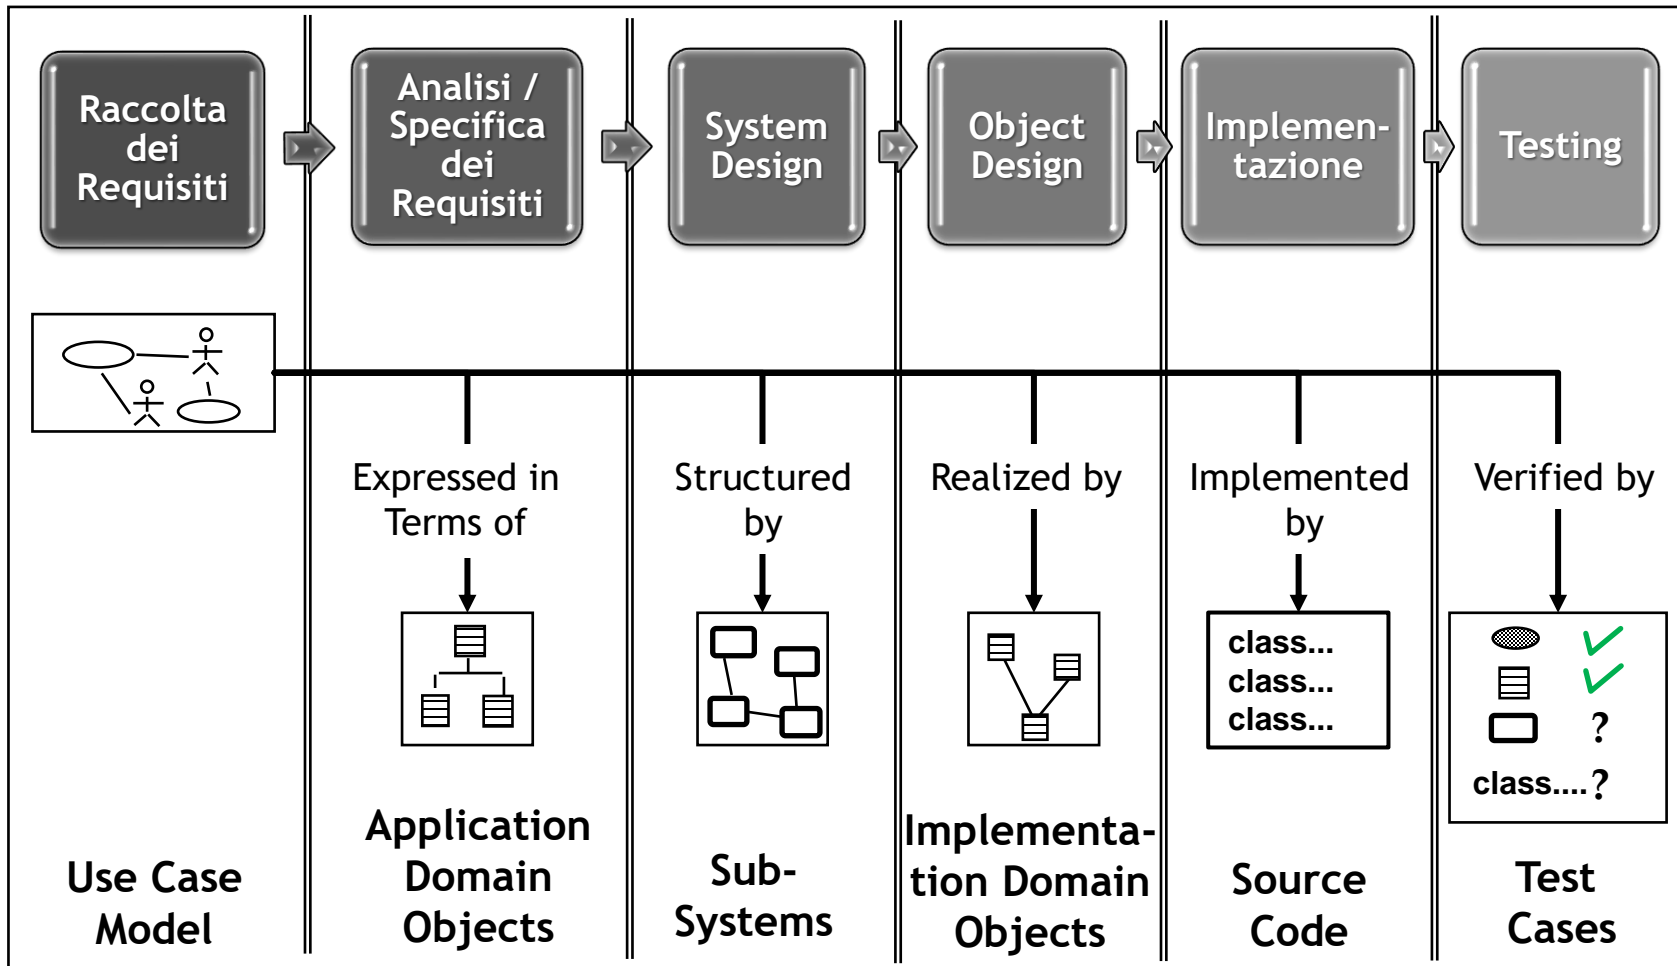 Raccolta
dei
Requisiti
Analisi /
Specifica
dei
Requisiti
System
Design
Object
Design
Implemen-
tazione
Testing
Expressed in
Terms of
Structured
by
Realized by
Implemented
by
Verified by
class...
class...
class...
?
class....?
Use Case
Model
Application
Domain
Objects
Sub-
Systems
Implementa-
tion Domain
Objects
Source
Code
Test
Cases